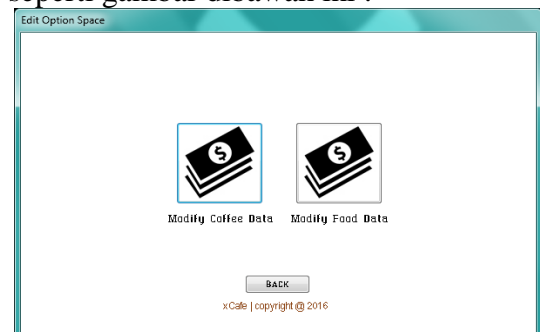 seperti gambar dibawah ini :
Edit Option Space
$ $
Modify Coffee Data Modify Food Data
BACK
xCafe | copyright @ 2016